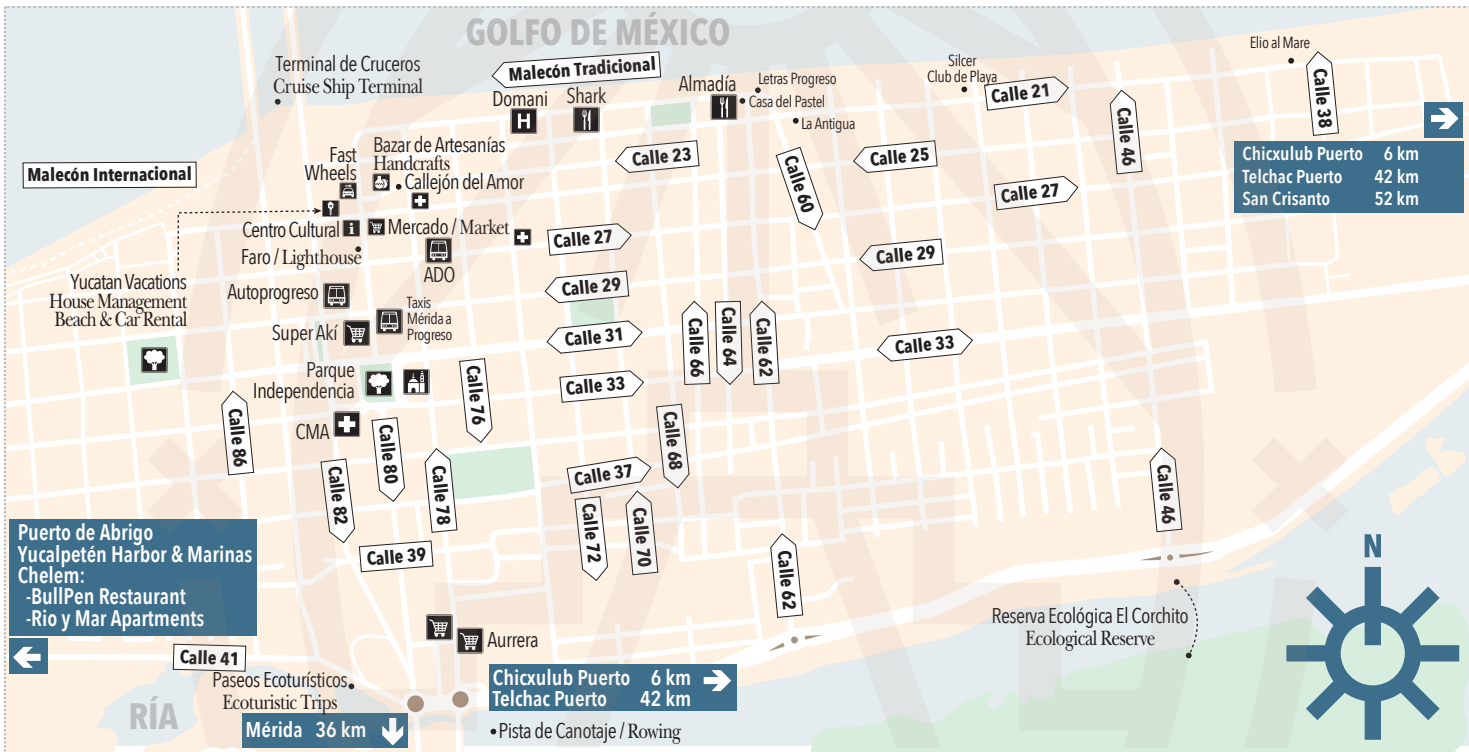 GOLFO DE MÉXICO
Terminal de Cruceros
Cruise Ship Terminal
Malecón Tradicional
Domani
H
Shark
Almadía
Letras Progreso
Casa del Pastel
La Antigua
Silcer
Club de Playa
Calle 21
Elio al Mare
Calle 38
Calle 46
Chicxulub Puerto 6 km
Telchac Puerto 42 km
San Crisanto 52 km
Malecón Internacional
Fast
Wheels
Bazar de Artesanías
Handcrafts
Callejón del Amor
Calle 23
Calle 25
Calle 60
Calle 27
Centro Cultural
i
Mercado / Market
Faro / Lighthouse
ADO
Calle 27
Calle 29
Yucatan Vacations
House Management
Beach & Car Rental
Autoprogreso
Taxis
Mérida a
Progreso
Super Akí
Calle 29
Calle 31
Calle 66
Calle 64
Calle 62
Calle 33
Parque
Independencia
Calle 76
Calle 33
CMA
Calle 86
Calle 80
Calle 82
Calle 78
Calle 68
Calle 37
Calle 72
Calle 70
Calle 39
Calle 62
Calle 46
Puerto de Abrigo
Yucalpetén Harbor & Marinas
Chelem:
-BullPen Restaurant
-Rio y Mar Apartments
N
Reserva Ecológica El Corchito
Ecological Reserve
Aurrera
Calle 41
Paseos Ecoturísticos
Ecoturistic Trips
RÍA
Mérida 36 km
Chicxulub Puerto 6 km
Telchac Puerto 42 km
Pista de Canotaje / Rowing